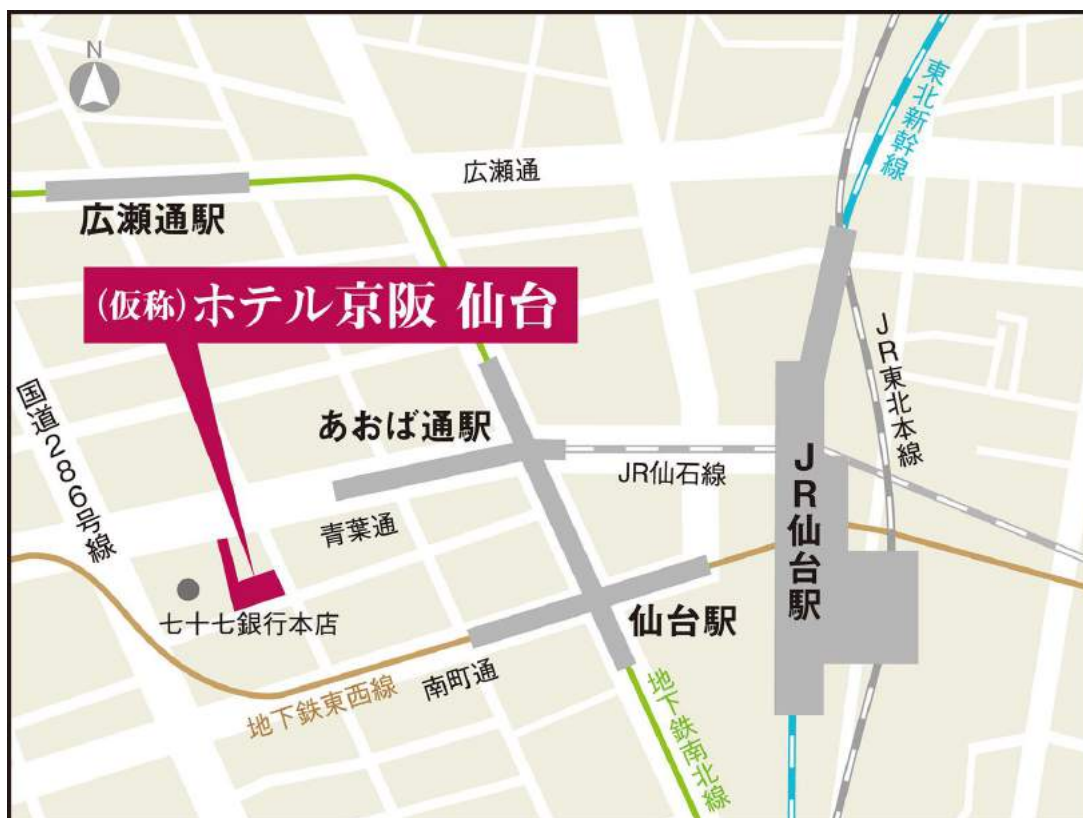 N
東北新幹線
広瀬通
広瀬通駅
(仮称)ホテル京阪 仙台
JR東北本線
国道286号線
あおば通駅
JR仙石線
JR仙台駅
青葉通
七十七銀行本店
仙台駅
南町通
地下鉄東西線
地下鉄南北線